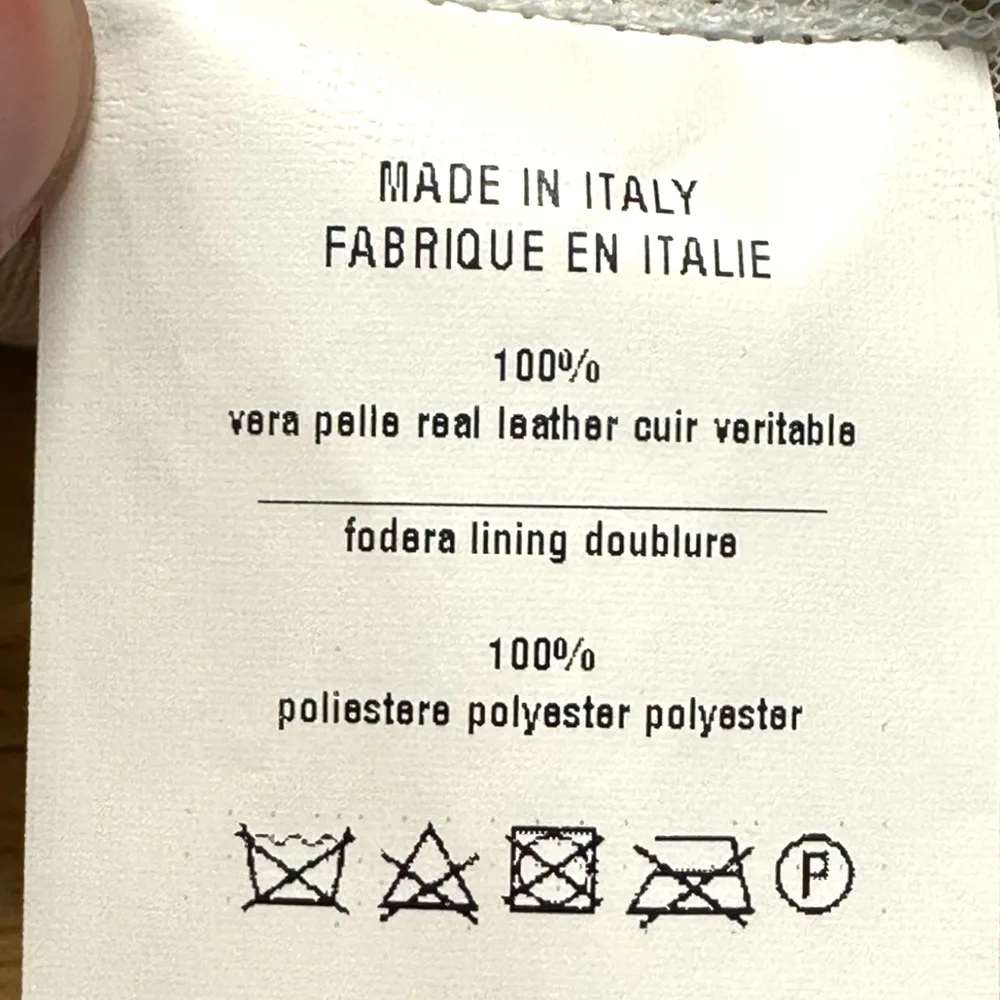 MADE IN ITALY
FABRIQUE EN ITALIE
100%
vera pelle real leather cuir veritable
fodera lining doublure
100%
poliestere polyester polyester
P